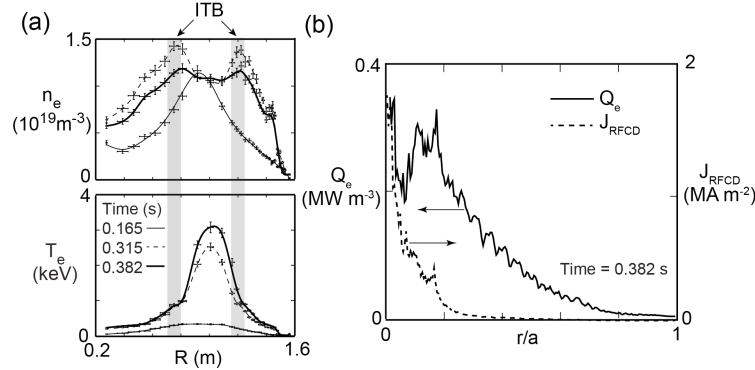 (a)
ITB
1.5
n_e
(10^19 m^-3)
0
4
Time (s)
0.165
0.315
0.382
T_e
(keV)
0
0.2
R (m)
1.6
(b)
0.4
2
Q_e
J_RFCD
Q_e
(MW m^-3)
J_RFCD
(MA m^-2)
Time = 0.382 s
0
0
0
r/a
1